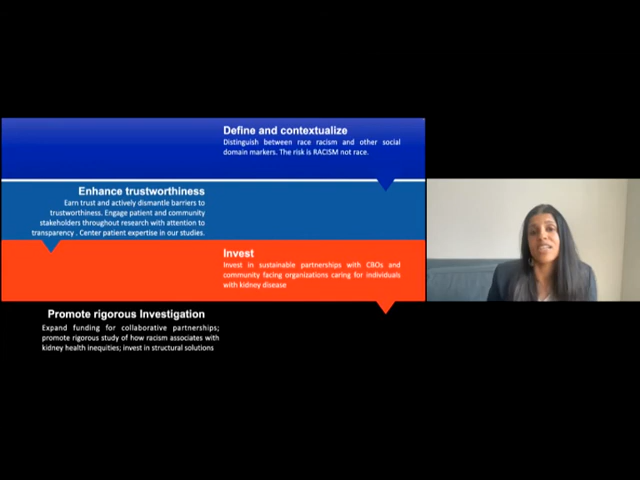 Define and contextualize
Distinguish between race racism and other social
domain markers. The risk is RACISM not race.
Enhance trustworthiness
Earn trust and actively dismantle barriers to
trustworthiness. Engage patient and community
stakeholders throughout research with attention to
transparency . Center patient expertise in our studies.
Invest
Invest in sustainable partnerships with CBOs and
community facing organizations caring for individuals
with kidney disease
Promote rigorous Investigation
Expand funding for collaborative partnerships;
promote rigorous study of how racism associates with
kidney health inequities; invest in structural solutions